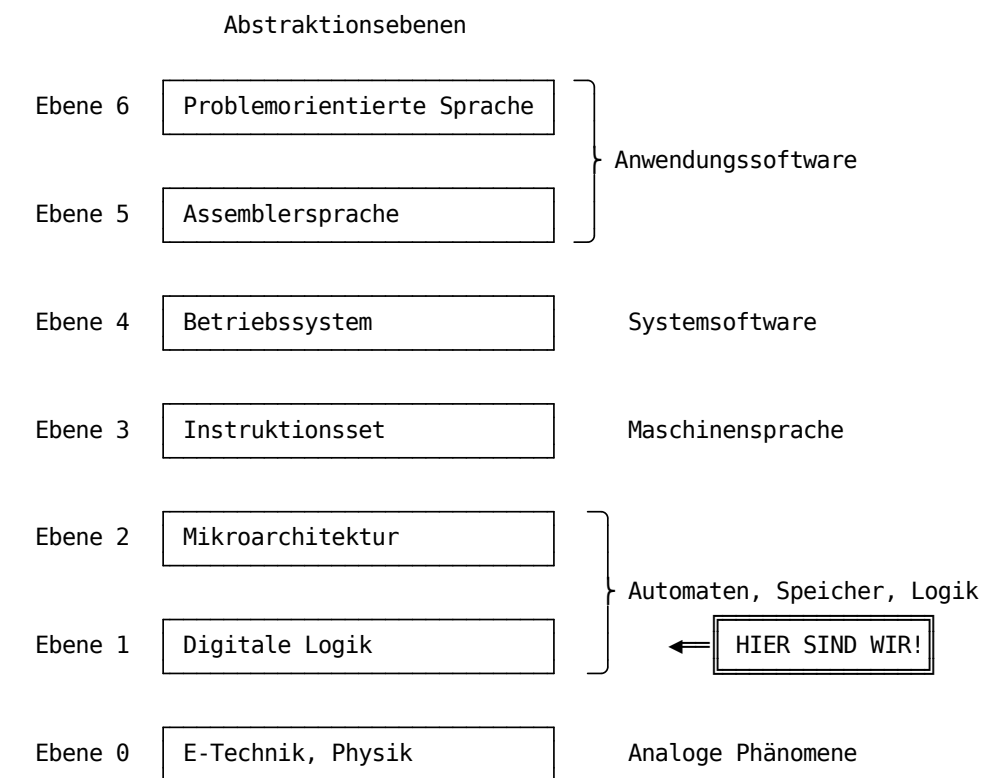 Abstraktionsebenen
Ebene 6 Problemorientierte Sprache
Anwendungssoftware
Ebene 5 Assemblersprache
Ebene 4 Betriebssystem Systemsoftware
Ebene 3 Instruktionsset Maschinensprache
Ebene 2 Mikroarchitektur
Automaten, Speicher, Logik
Ebene 1 Digitale Logik HIER SIND WIR!
Ebene 0 E-Technik, Physik Analoge Phänomene